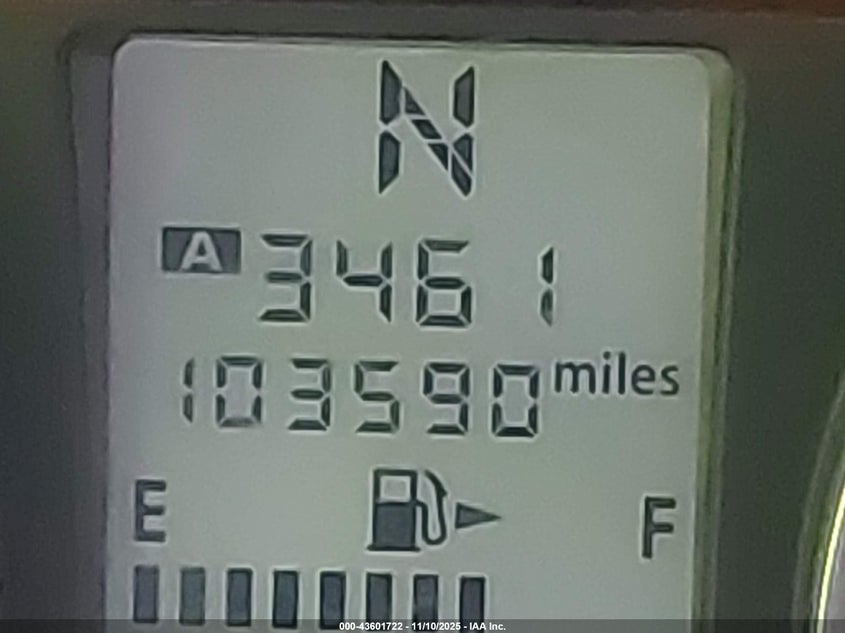 N
A 3461
103590 miles
E F
000-43601722 - 11/10/2025 - IAA Inc.